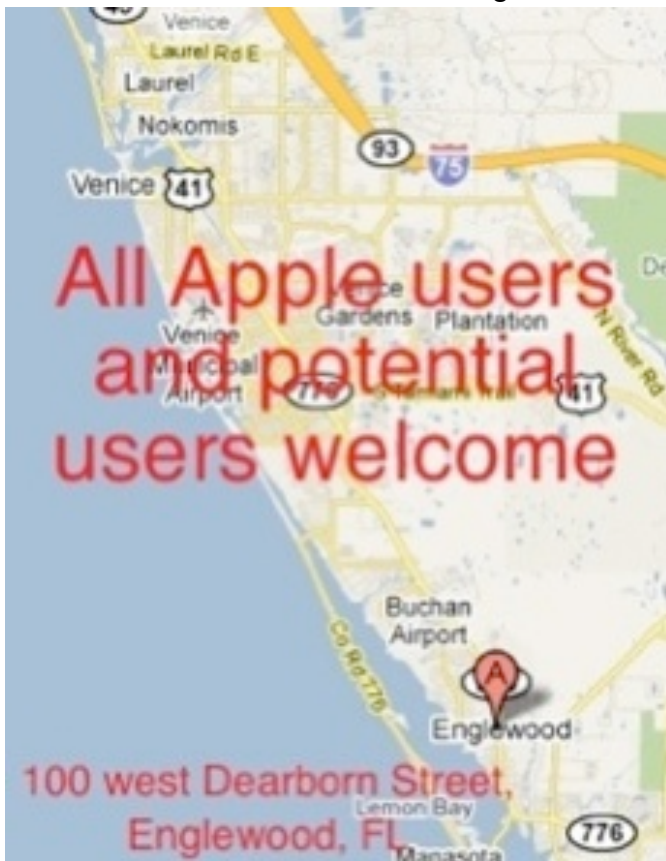 Venice
Laurel Rd E
Laurel
Nokomis
93
75
Venice 41
All Apple users
Gardens Plantation
N River Rd
and potential
Venice
Municipal
Airport
41
users welcome
Buchan
Airport
Co Rd 776
A
Englewood
100 west Dearborn Street,
Lemon Bay
Englewood, FL
776
Manasota